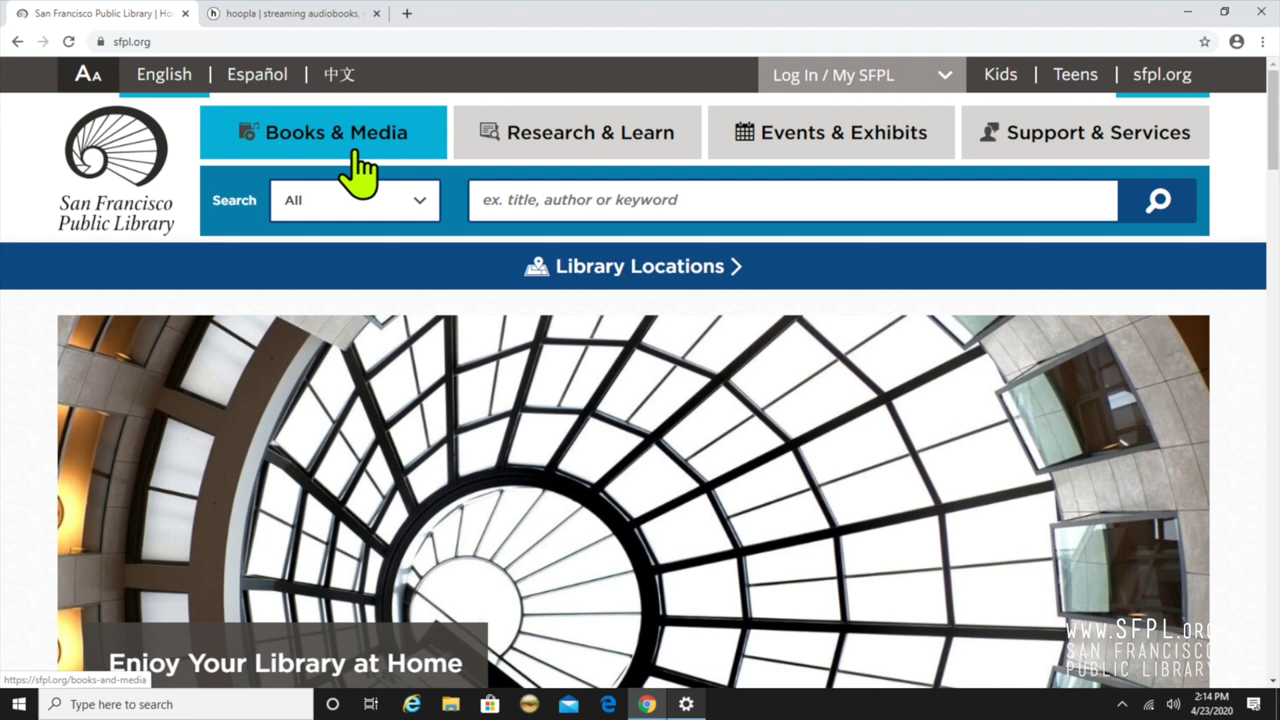 San Francisco Public Library | Ho
hoopla | streaming audiobooks,
sfpl.org
AA
English | Español | 中文
Log In / My SFPL
Kids | Teens | sfpl.org
San Francisco
Public Library
Books & Media
Research & Learn
Events & Exhibits
Support & Services
Search
All
ex. title, author or keyword
Library Locations
Enjoy Your Library at Home
WWW.SFPL.ORG
SAN FRANCISCO
PUBLIC LIBRARY
https://sfpl.org/books-and-media
Type here to search
2:14 PM
4/23/2020